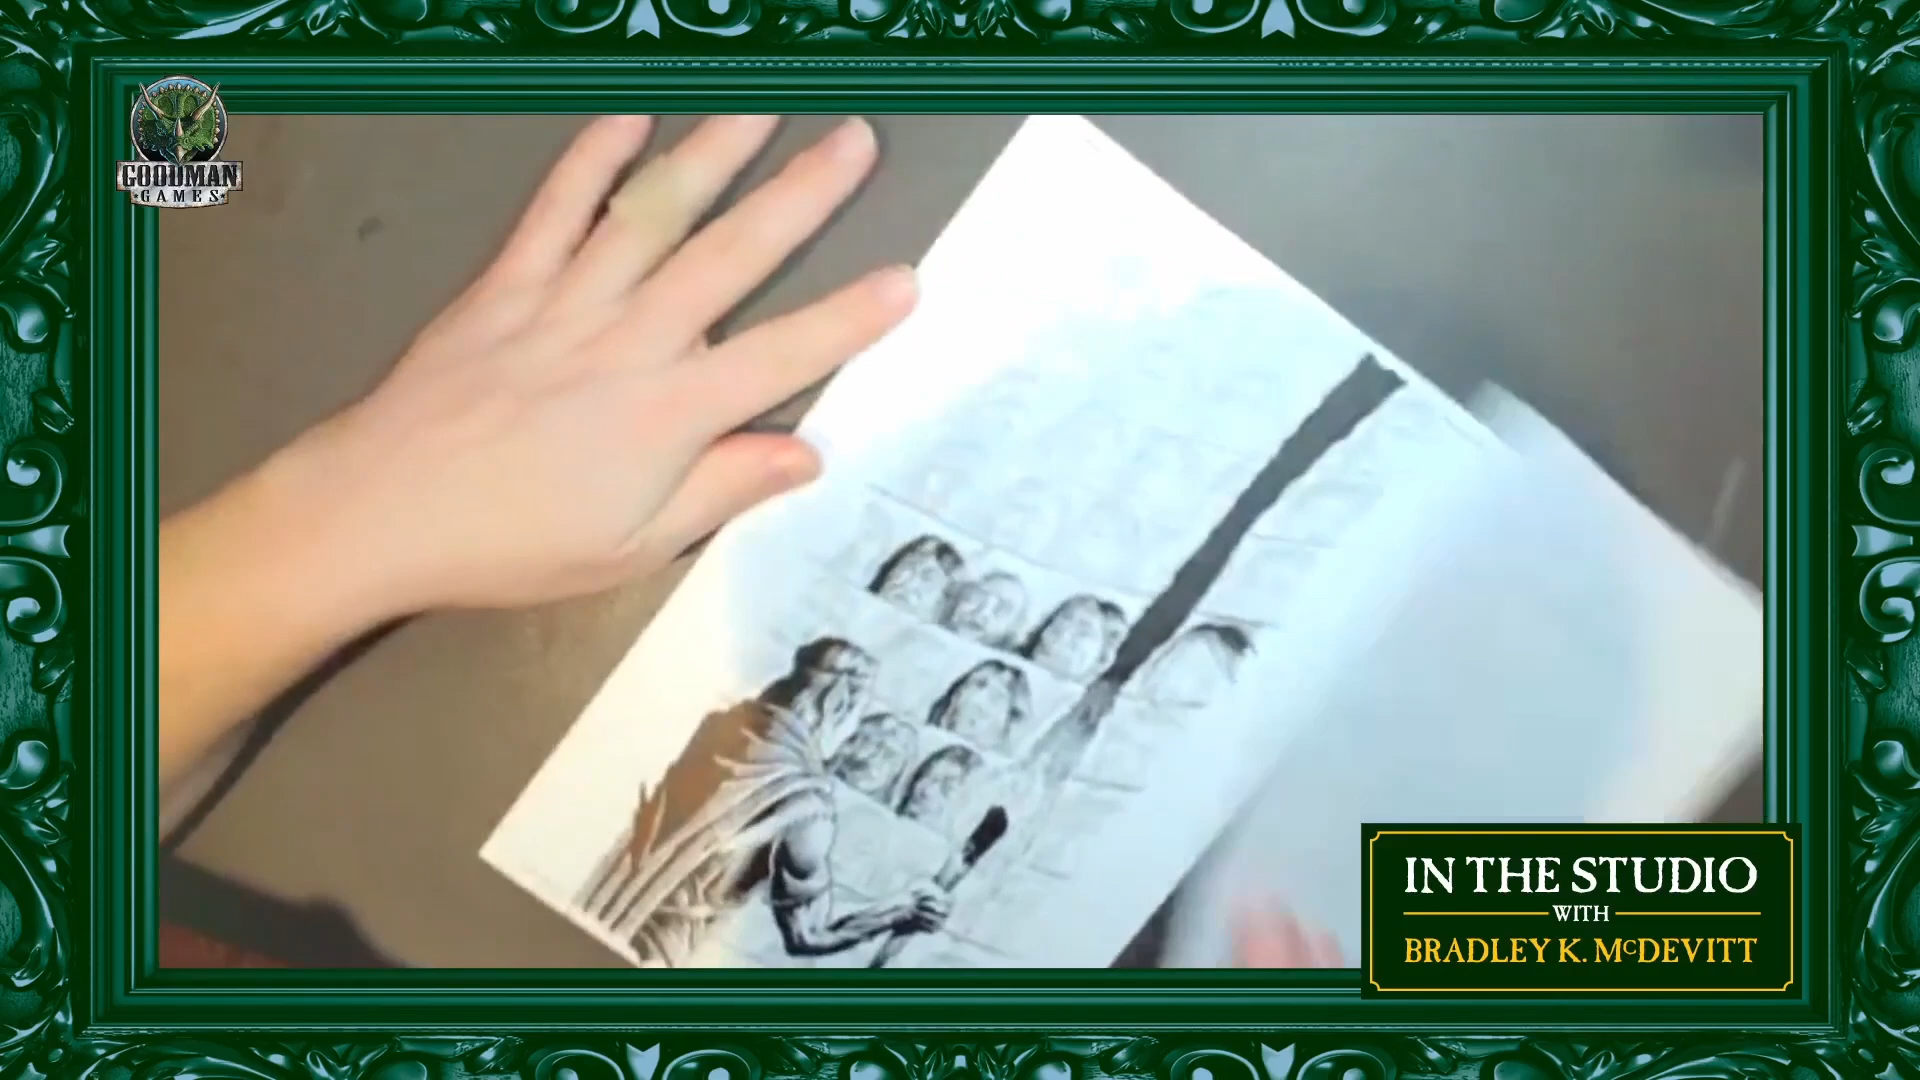 GOODMAN
GAMES
IN THE STUDIO
WITH
BRADLEY K. McDEVITT